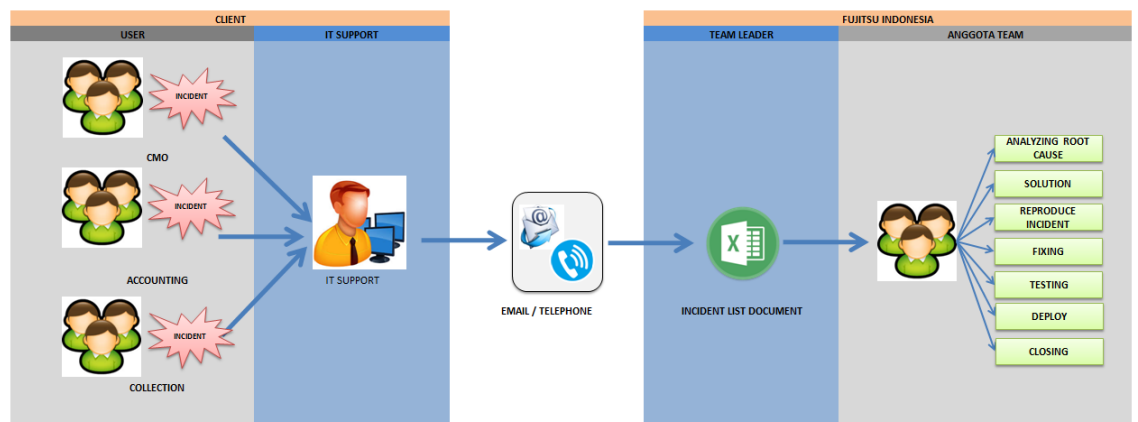 CLIENT
FUJITSU INDONESIA
USER
IT SUPPORT
TEAM LEADER
ANGGOTA TEAM
INCIDENT
CMO
INCIDENT
ACCOUNTING
INCIDENT
COLLECTION
IT SUPPORT
@
EMAIL / TELEPHONE
X
INCIDENT LIST DOCUMENT
ANALYZING ROOT
CAUSE
SOLUTION
REPRODUCE
INCIDENT
FIXING
TESTING
DEPLOY
CLOSING